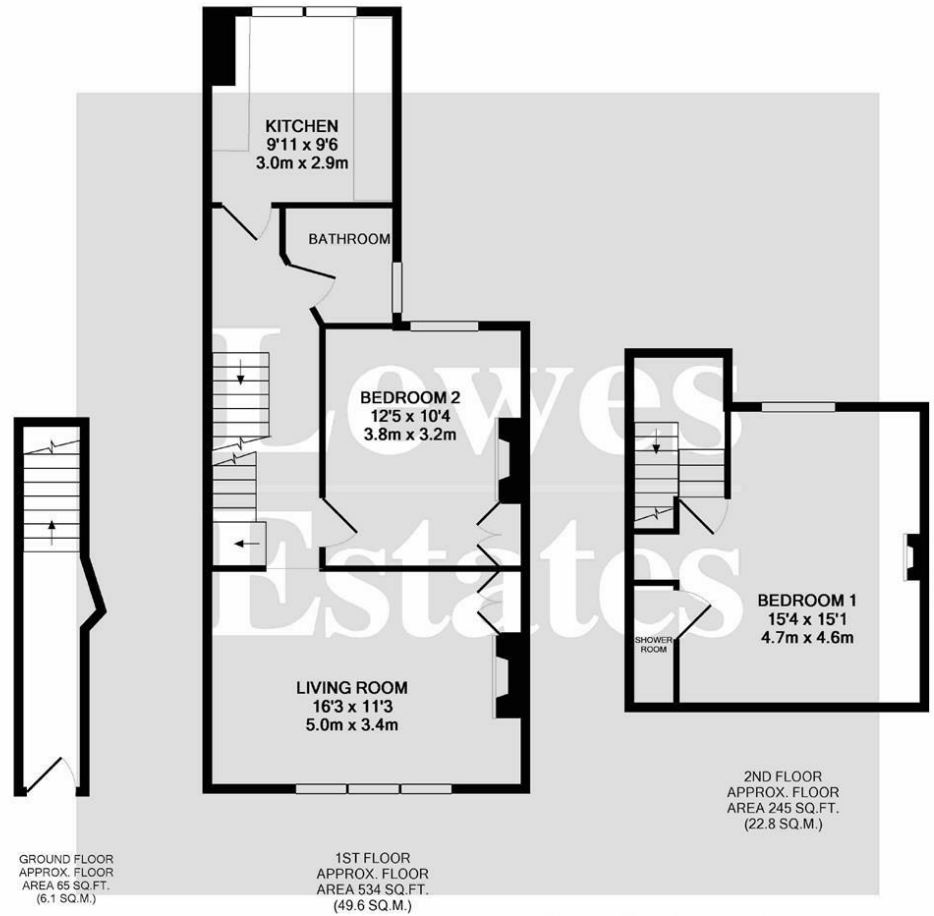 KITCHEN
9'11 x 9'6
3.0m x 2.9m
BATHROOM
BEDROOM 2
12'5 x 10'4
3.8m x 3.2m
LIVING ROOM
16'3 x 11'3
5.0m x 3.4m
BEDROOM 1
15'4 x 15'1
4.7m x 4.6m
SHOWER
ROOM
Lowes
Estates
GROUND FLOOR
APPROX. FLOOR
AREA 65 SQ.FT.
(6.1 SQ.M.)
1ST FLOOR
APPROX. FLOOR
AREA 534 SQ.FT.
(49.6 SQ.M.)
2ND FLOOR
APPROX. FLOOR
AREA 245 SQ.FT.
(22.8 SQ.M.)